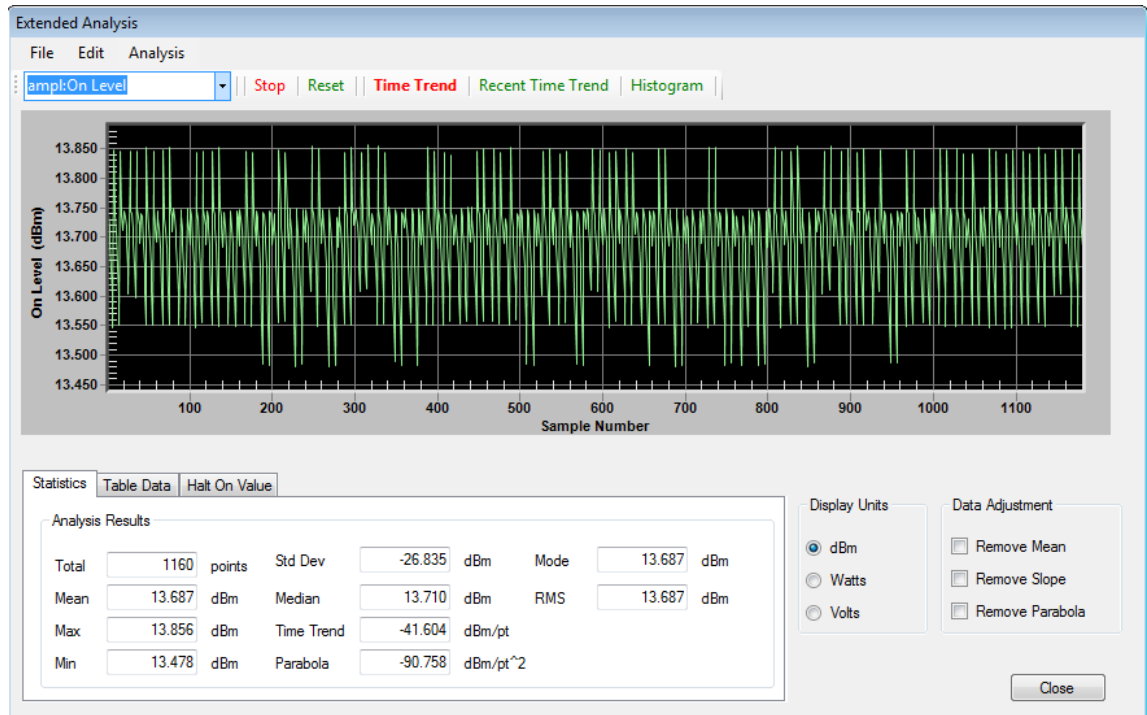 Extended Analysis
File Edit Analysis
ampl:On Level Stop Reset Time Trend Recent Time Trend Histogram
On Level (dBm)
13.850
13.800
13.750
13.700
13.650
13.600
13.550
13.500
13.450
100 200 300 400 500 600 700 800 900 1000 1100
Sample Number
Statistics Table Data Halt On Value
Analysis Results
Total 1160 points Std Dev -26.835 dBm Mode 13.687 dBm
Mean 13.687 dBm Median 13.710 dBm RMS 13.687 dBm
Max 13.856 dBm Time Trend -41.604 dBm/pt
Min 13.478 dBm Parabola -90.758 dBm/pt^2
Display Units
dBm
Watts
Volts
Data Adjustment
Remove Mean
Remove Slope
Remove Parabola
Close